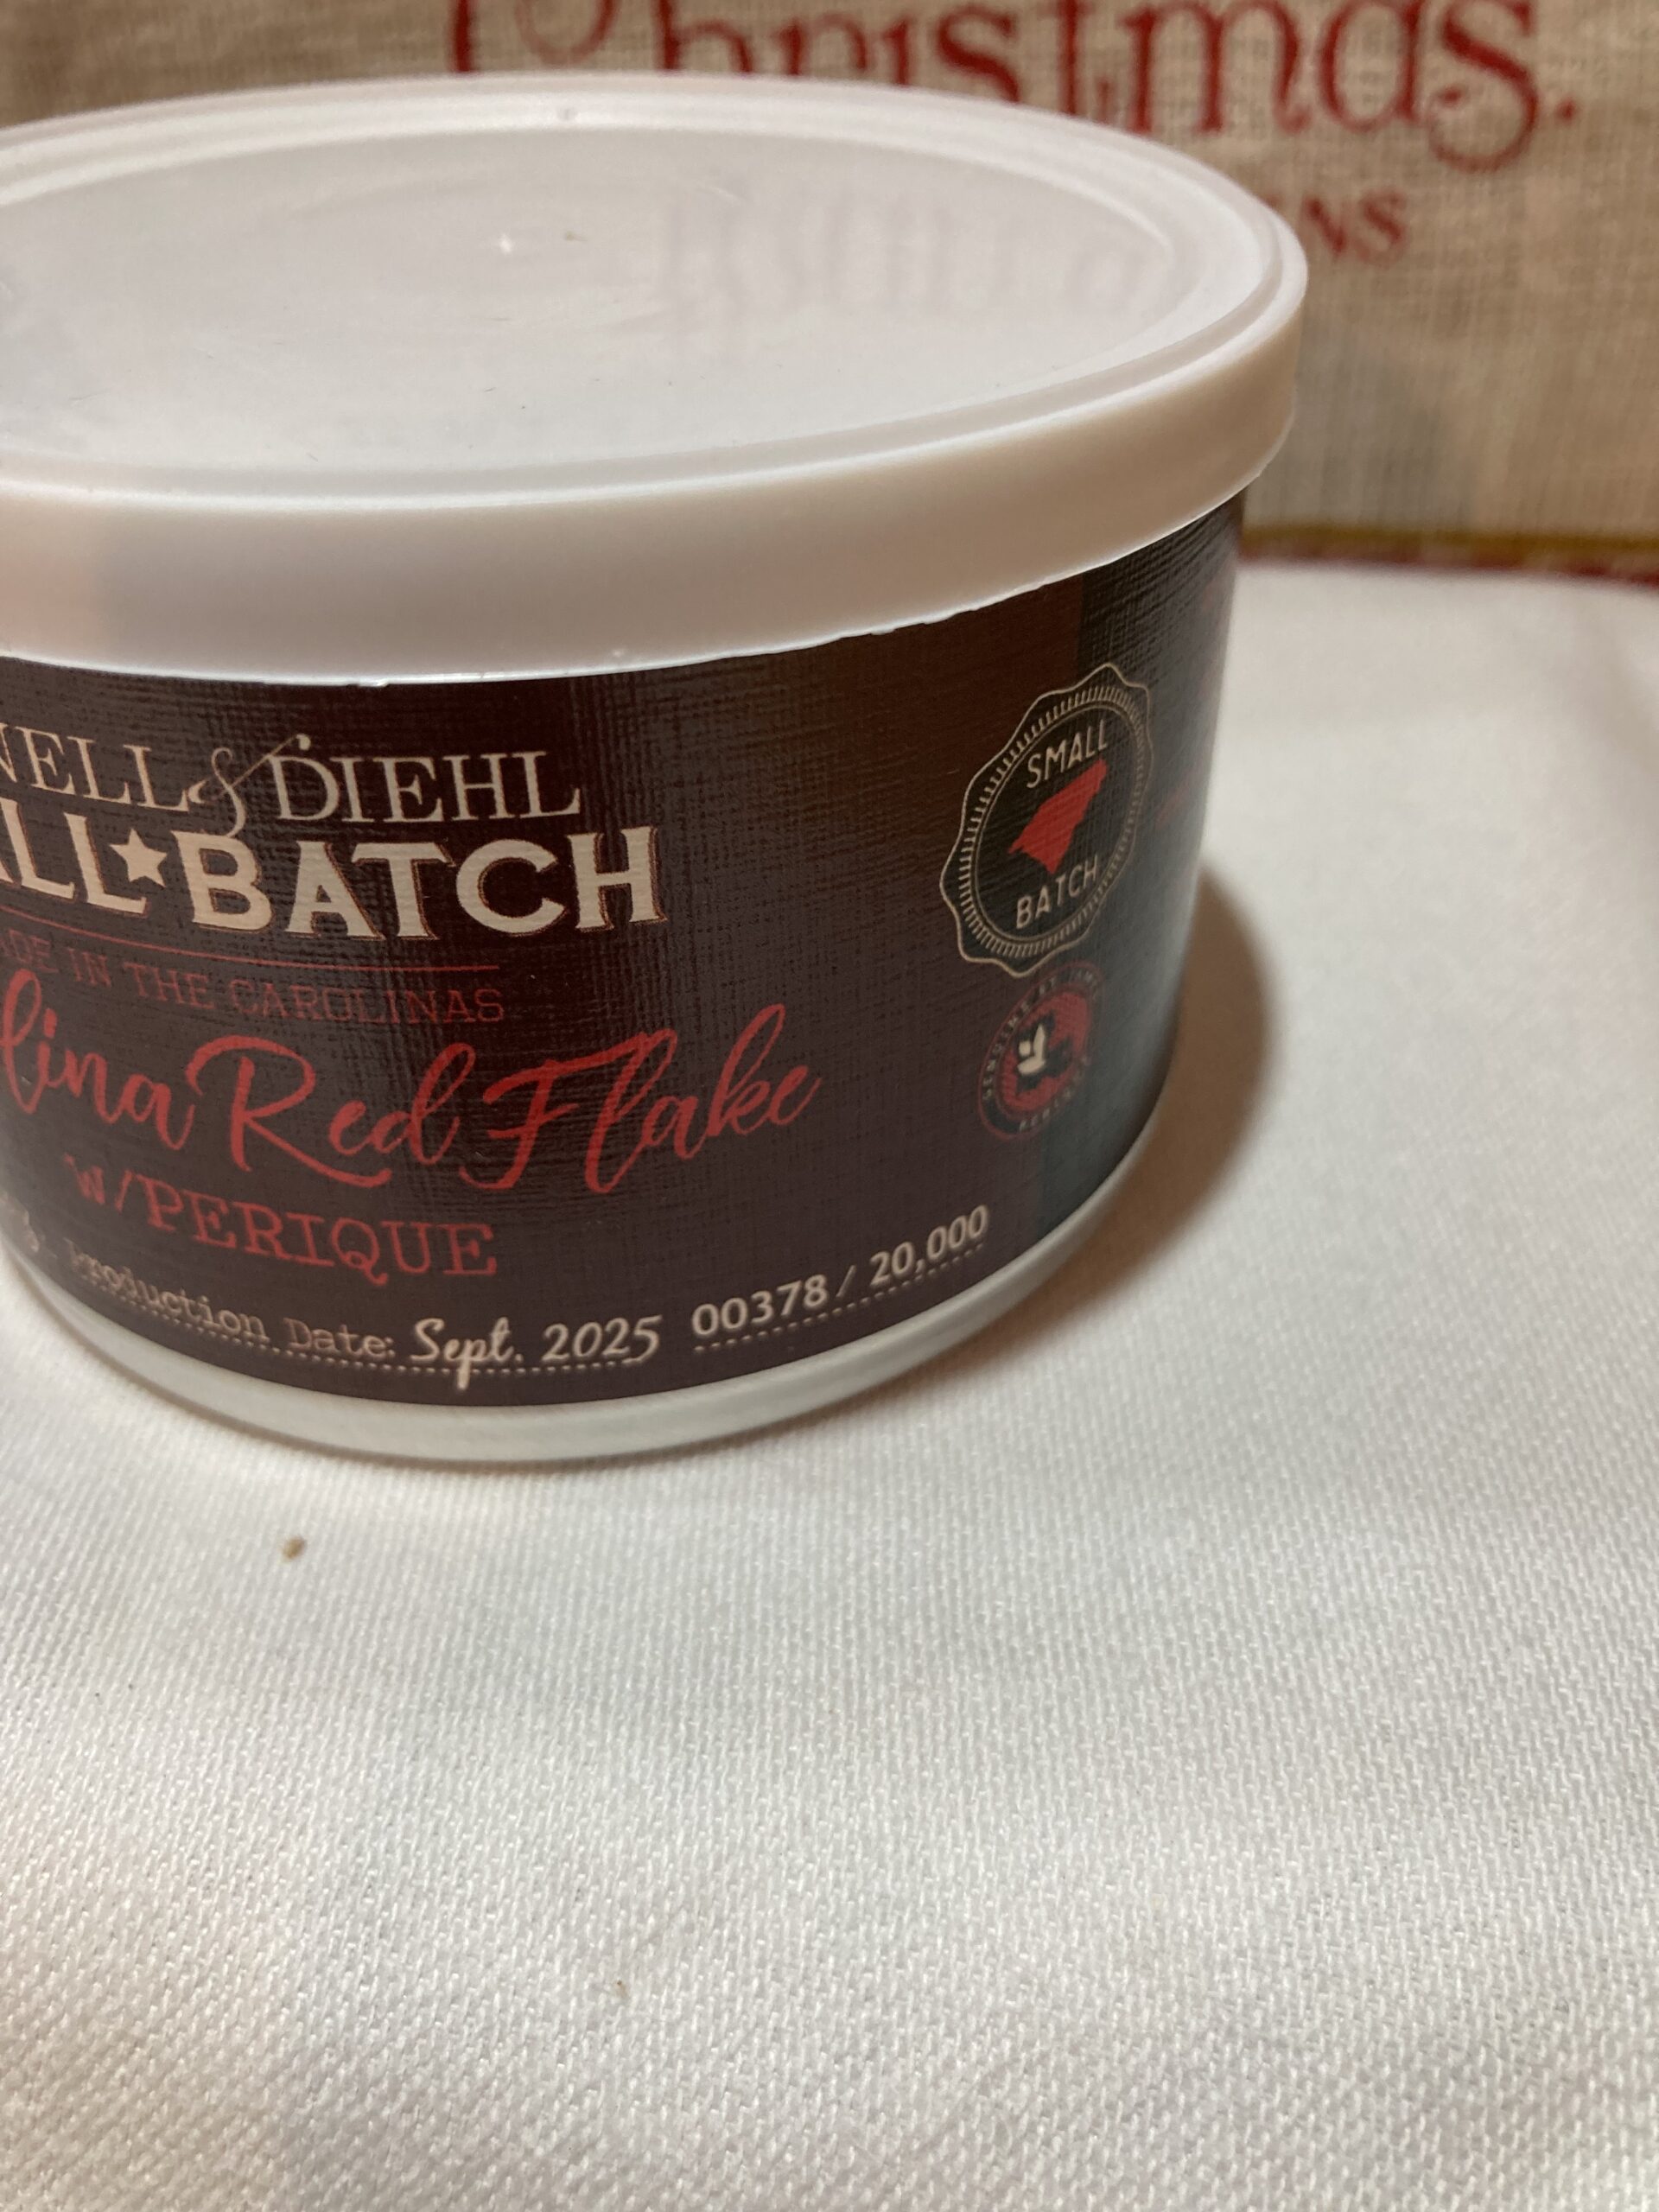 Christmas.
NS
NELL & DIEHL
ALL★BATCH
ADE IN THE CAROLINAS
lina Red Flake
W/PERIQUE
Production Date: Sept. 2025 00378 / 20,000
SMALL
BATCH